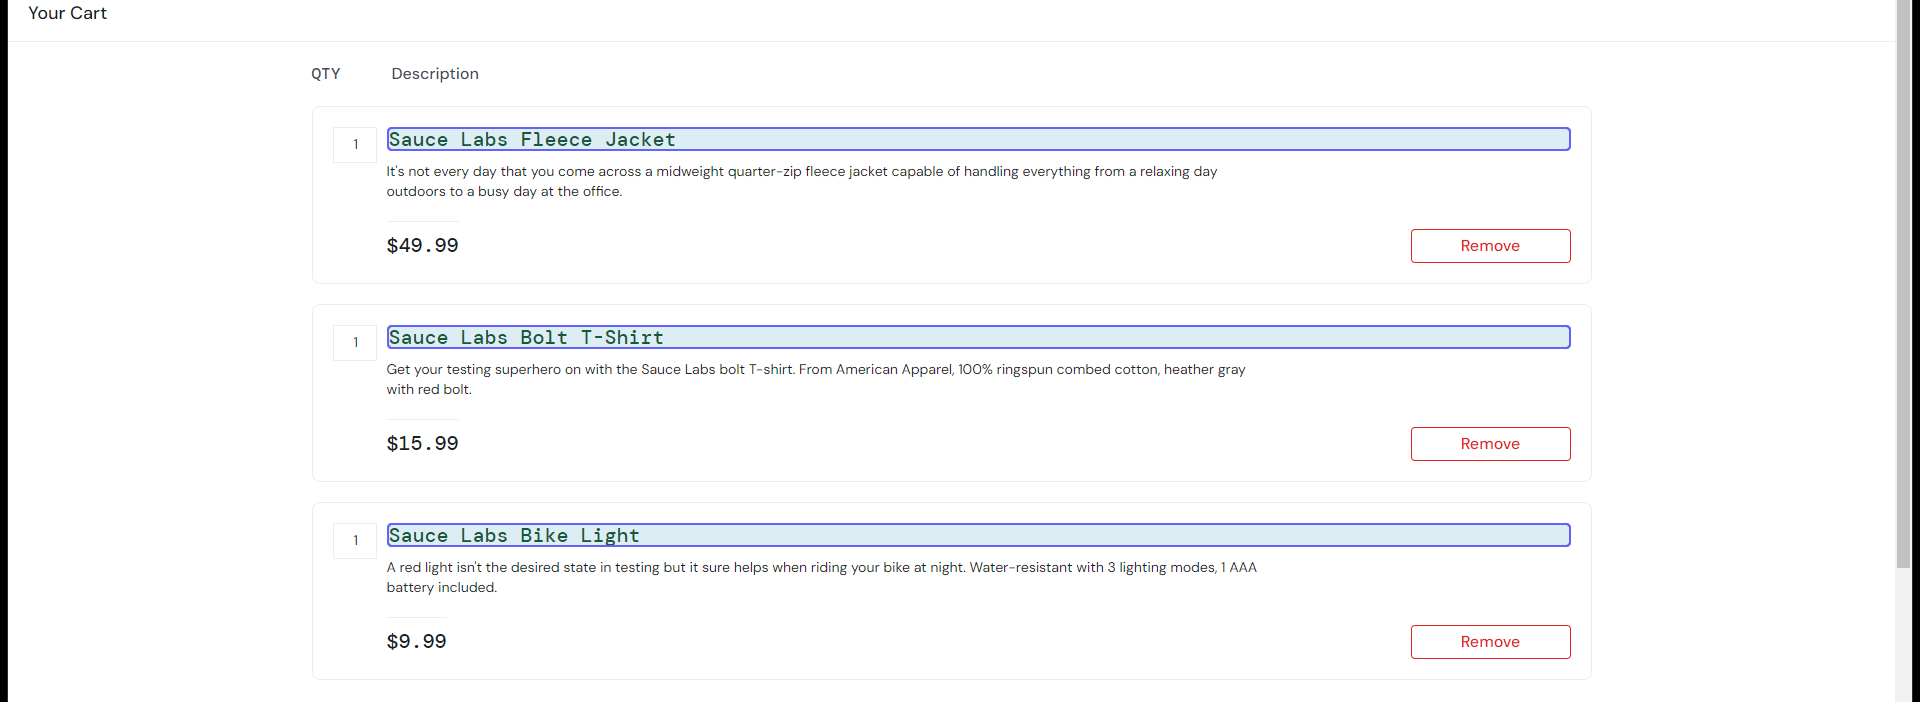 Your Cart
QTY Description
1 Sauce Labs Fleece Jacket
It's not every day that you come across a midweight quarter-zip fleece jacket capable of handling everything from a relaxing day
outdoors to a busy day at the office.
$49.99 Remove
1 Sauce Labs Bolt T-Shirt
Get your testing superhero on with the Sauce Labs bolt T-shirt. From American Apparel, 100% ringspun combed cotton, heather gray
with red bolt.
$15.99 Remove
1 Sauce Labs Bike Light
A red light isn't the desired state in testing but it sure helps when riding your bike at night. Water-resistant with 3 lighting modes, 1 AAA
battery included.
$9.99 Remove